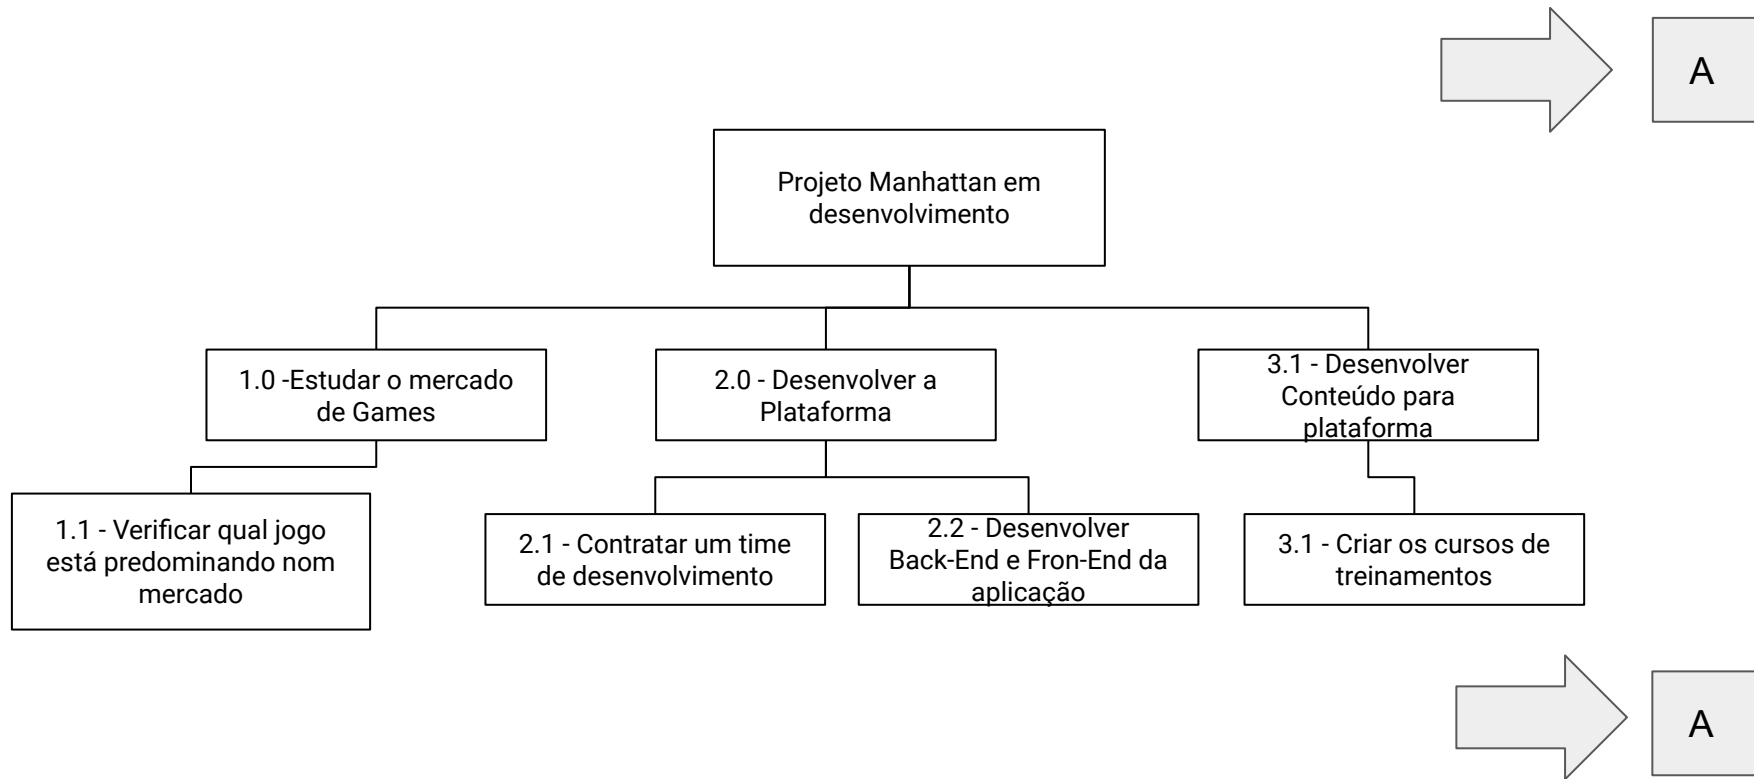 A
Projeto Manhattan em
desenvolvimento
1.0 -Estudar o mercado
de Games
2.0 - Desenvolver a
Plataforma
3.1 - Desenvolver
Conteúdo para
plataforma
1.1 - Verificar qual jogo
está predominando nom
mercado
2.1 - Contratar um time
de desenvolvimento
2.2 - Desenvolver
Back-End e Fron-End da
aplicação
3.1 - Criar os cursos de
treinamentos
A